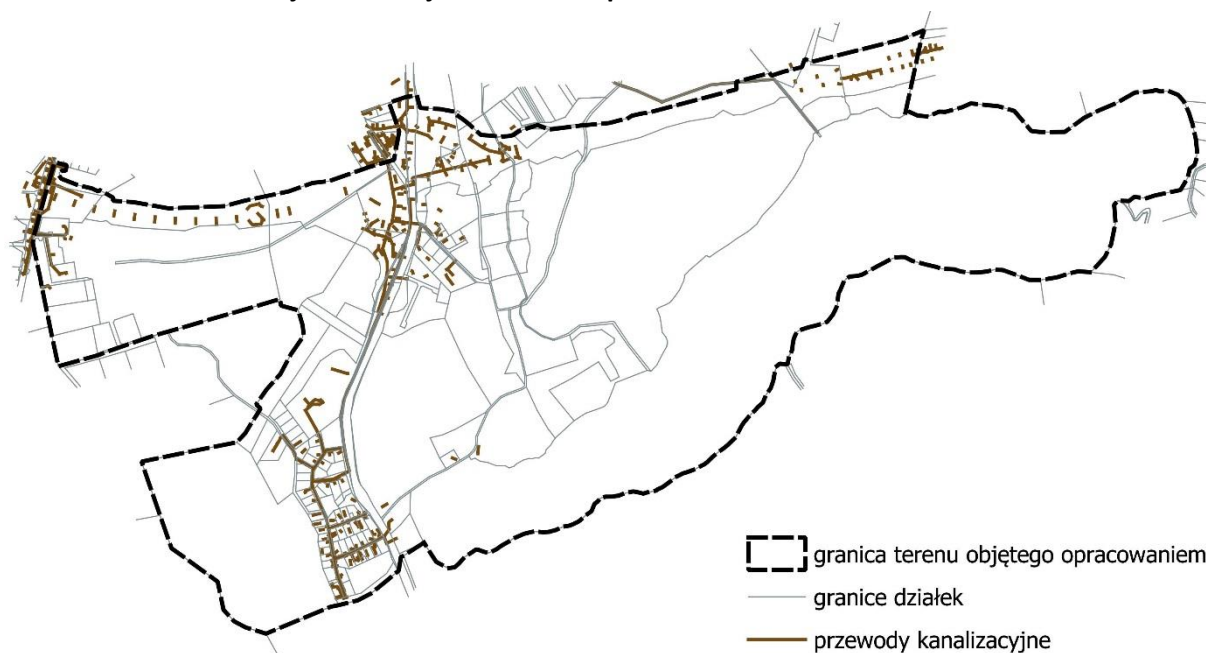 granica terenu objętego opracowaniem
granice działek
przewody kanalizacyjne